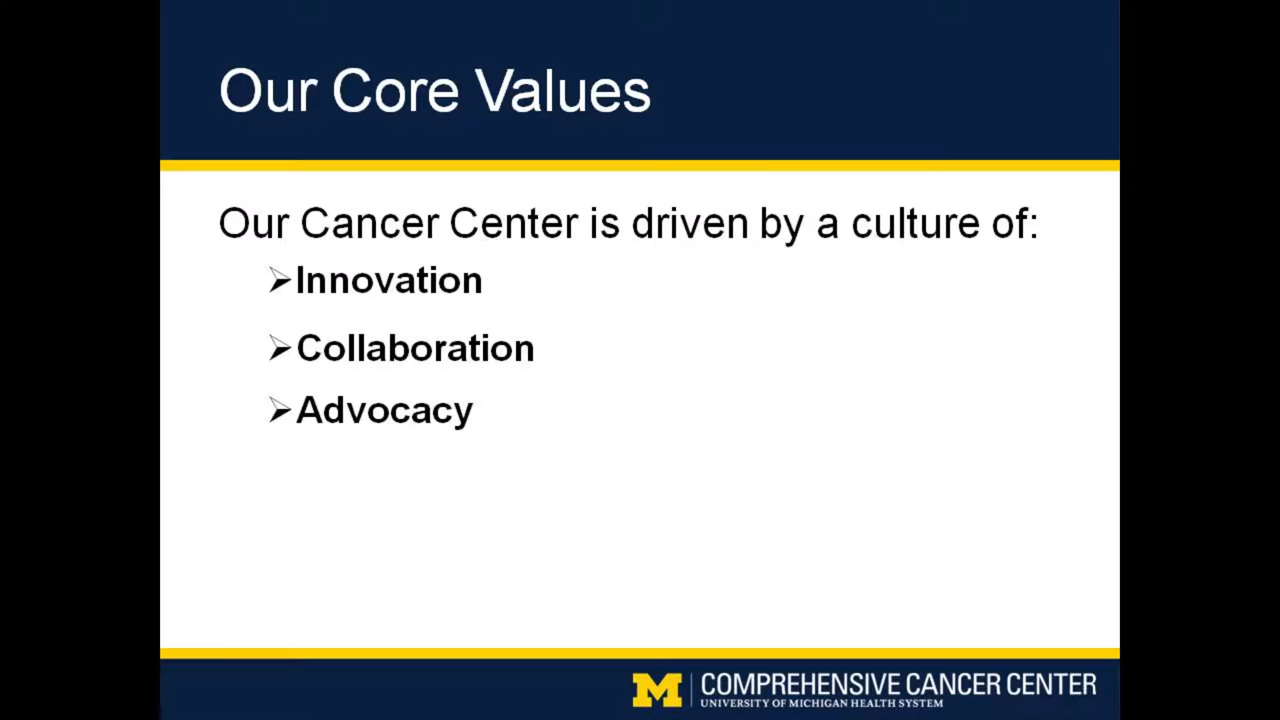 Our Core Values
Our Cancer Center is driven by a culture of:
➢Innovation
➢Collaboration
➢Advocacy
M | COMPREHENSIVE CANCER CENTER
UNIVERSITY OF MICHIGAN HEALTH SYSTEM